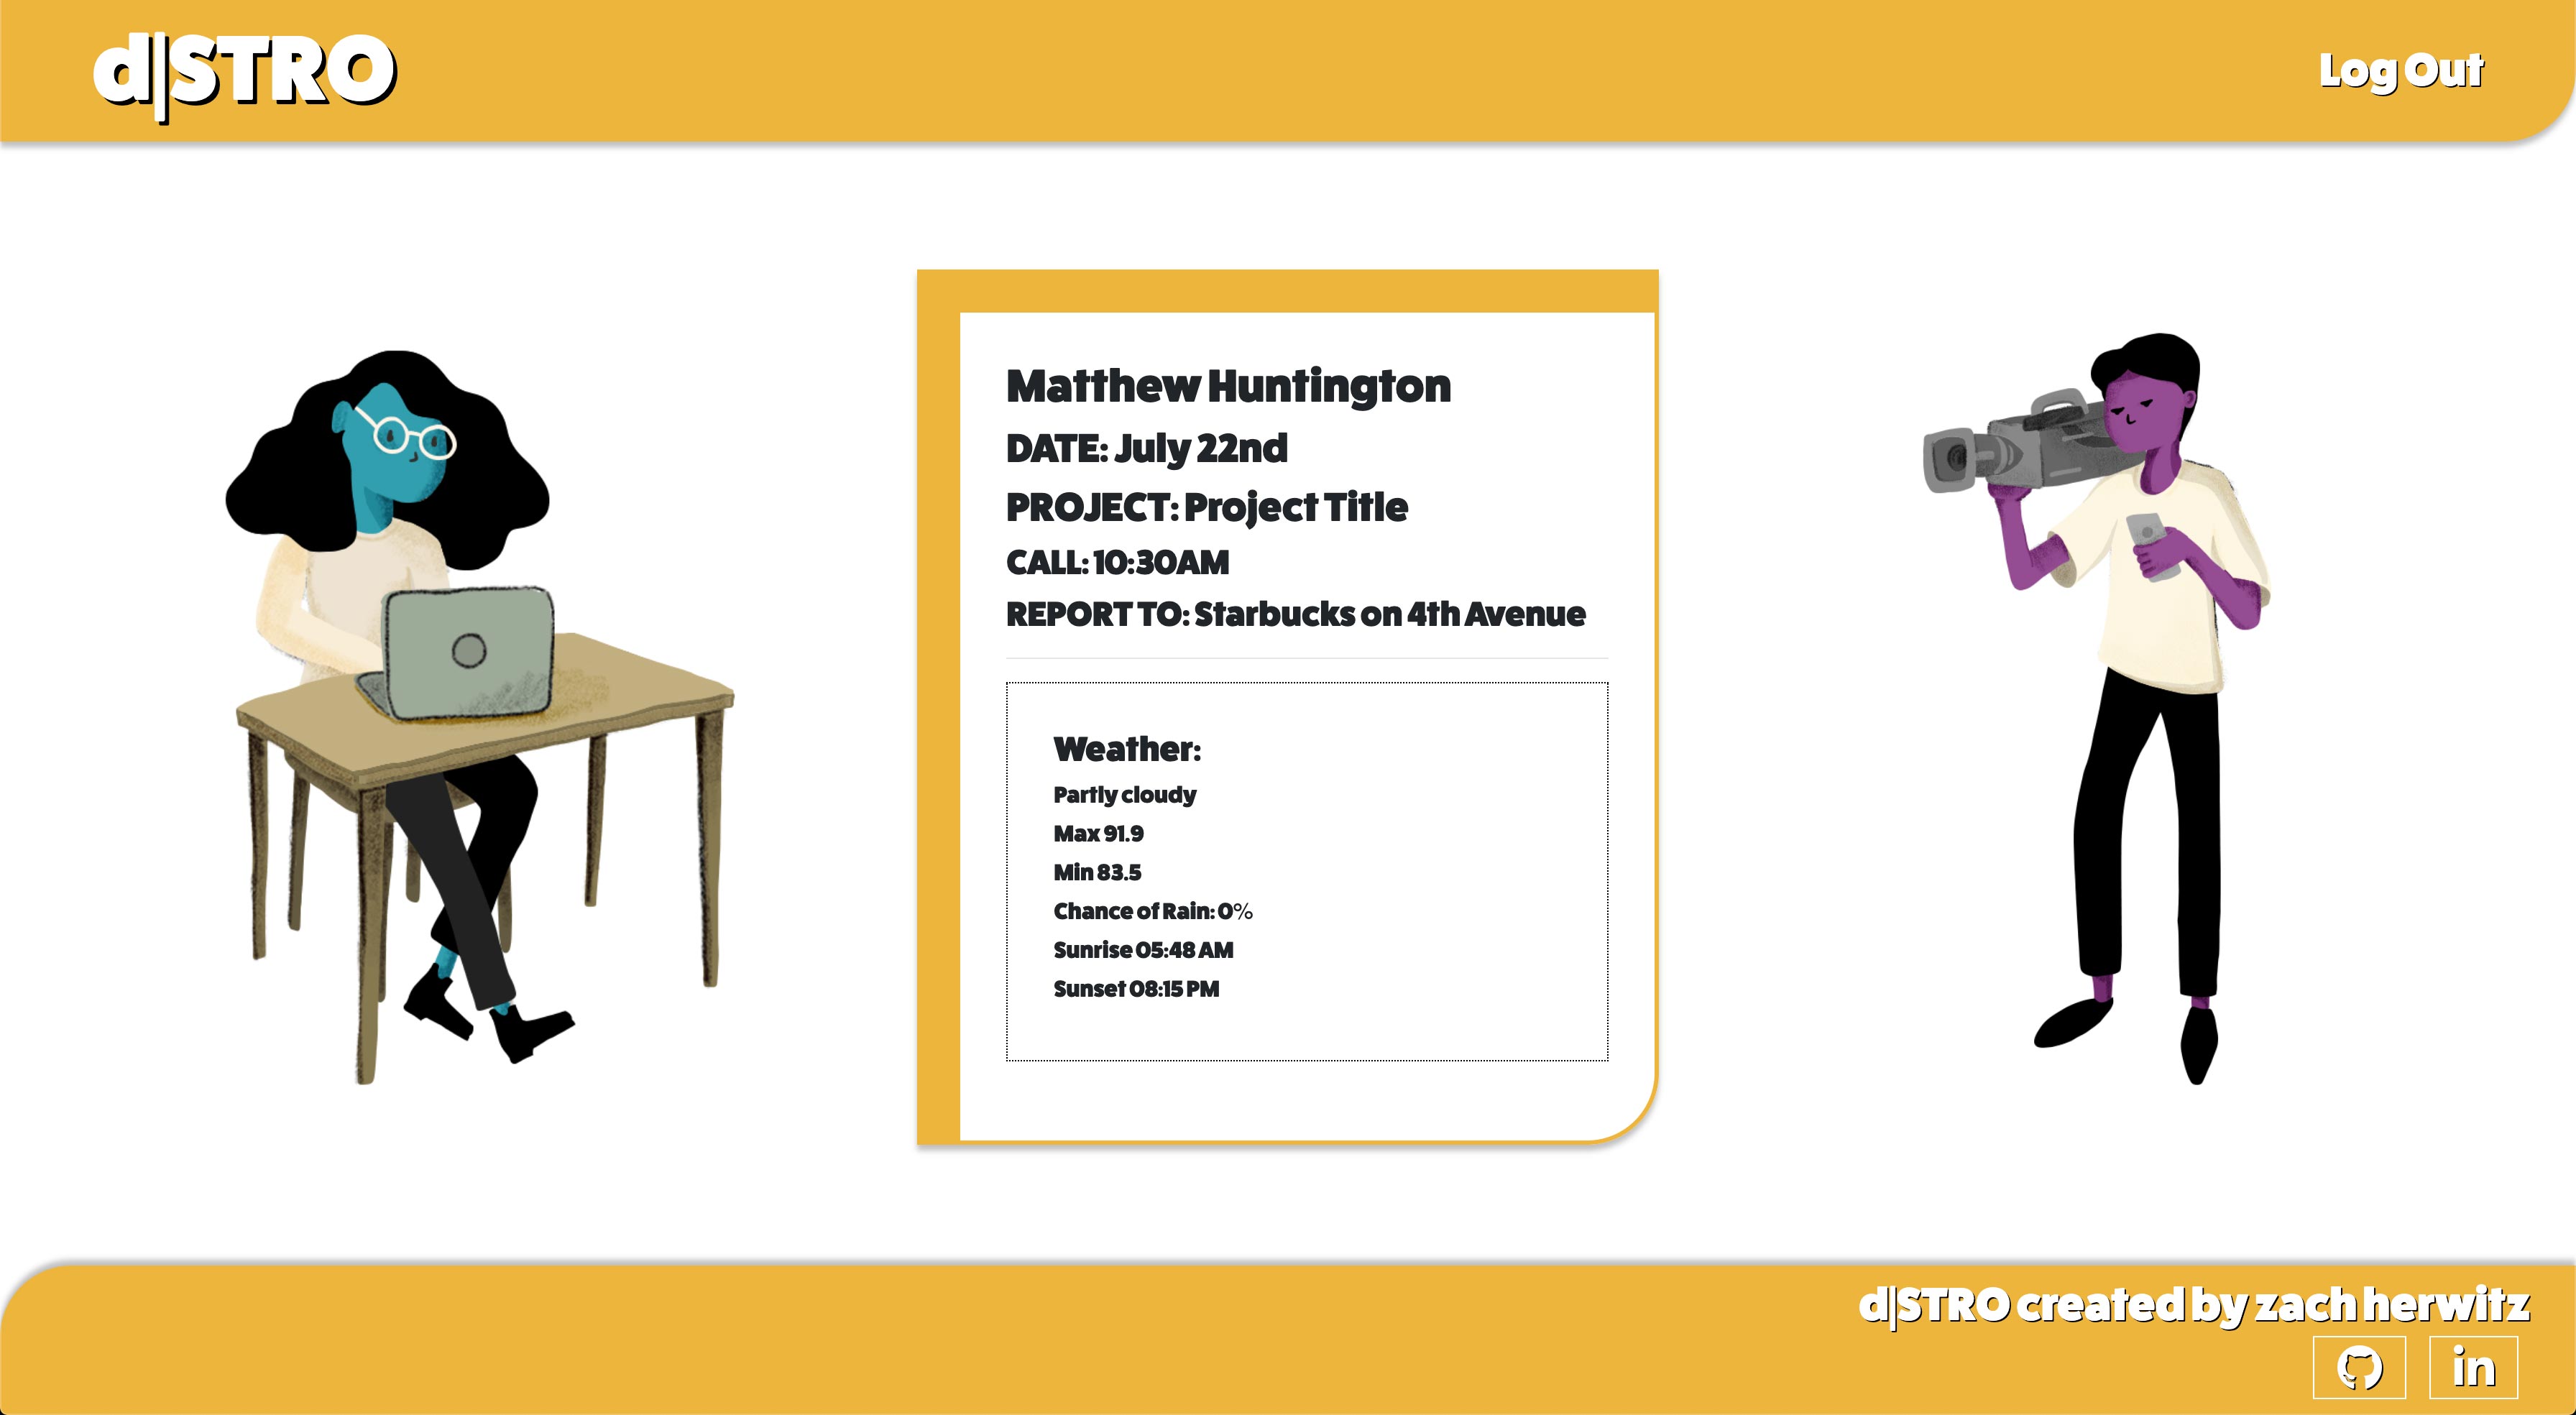 d|STRO
Log Out
Matthew Huntington
DATE: July 22nd
PROJECT: Project Title
CALL: 10:30AM
REPORT TO: Starbucks on 4th Avenue
Weather:
Partly cloudy
Max 91.9
Min 83.5
Chance of Rain: 0%
Sunrise 05:48 AM
Sunset 08:15 PM
d|STRO created by zach herwitz
in